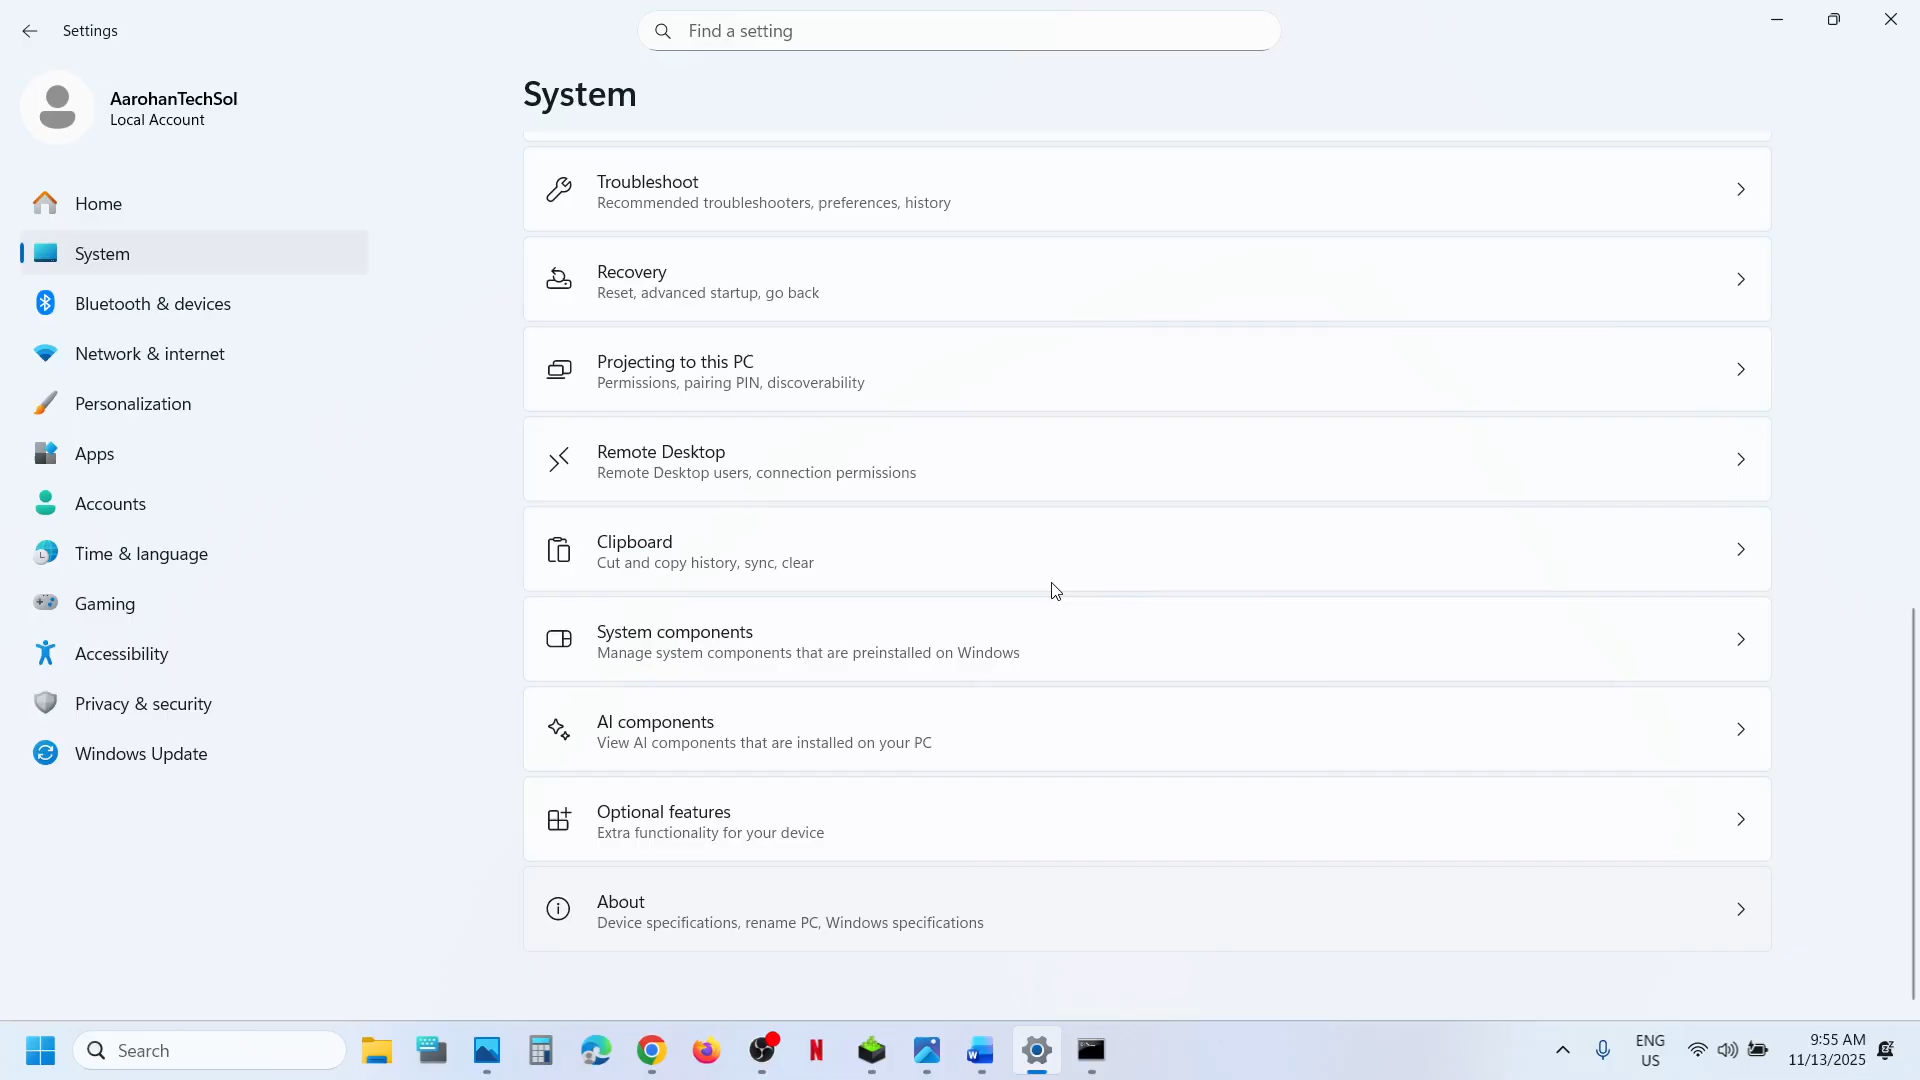 Settings
Find a setting
AarohanTechSol
Local Account
Home
System
Bluetooth & devices
Network & internet
Personalization
Apps
Accounts
Time & language
Gaming
Accessibility
Privacy & security
Windows Update
System
Troubleshoot
Recommended troubleshooters, preferences, history
Recovery
Reset, advanced startup, go back
Projecting to this PC
Permissions, pairing PIN, discoverability
Remote Desktop
Remote Desktop users, connection permissions
Clipboard
Cut and copy history, sync, clear
System components
Manage system components that are preinstalled on Windows
AI components
View AI components that are installed on your PC
Optional features
Extra functionality for your device
About
Device specifications, rename PC, Windows specifications
Search
ENG
US
9:55 AM
11/13/2025